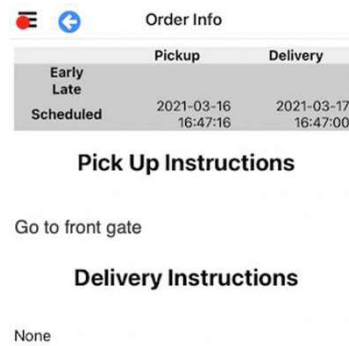 Order Info
Pickup Delivery
Early
Late
Scheduled 2021-03-16 2021-03-17
16:47:16 16:47:00
Pick Up Instructions
Go to front gate
Delivery Instructions
None